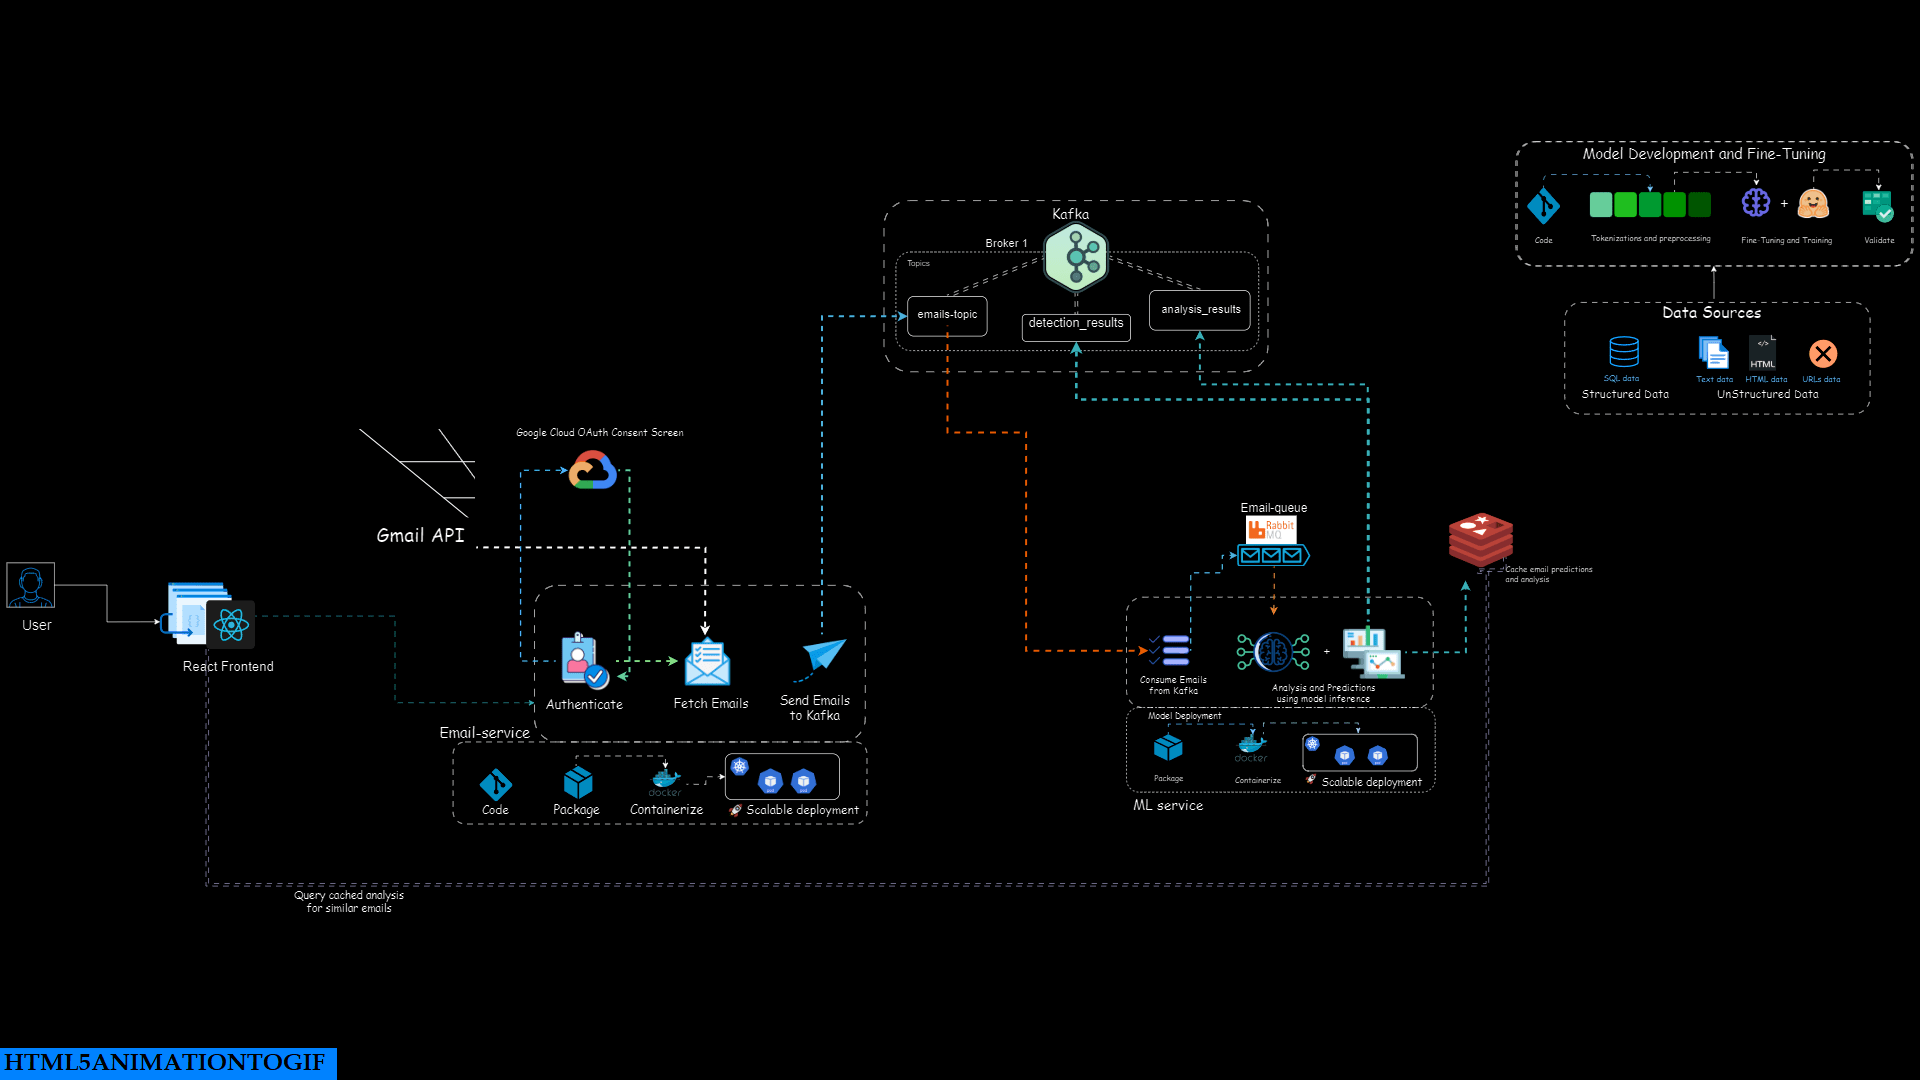 Model Development and Fine-Tuning
Code
Tokenizations and preprocessing
+
Fine-Tuning and Training
Validate
Data Sources
</>
HTML
SQL data
Text data
HTML data
URLs data
Structured Data
UnStructured Data
Kafka
Broker 1
Topics
emails-topic
detection_results
analysis_results
Google Cloud OAuth Consent Screen
Gmail API
User
React Frontend
Authenticate
Fetch Emails
Send Emails
to Kafka
Email-service
Code
Package
docker
Containerize
Scalable deployment
Email-queue
Rabbit
MQ
Consume Emails
from Kafka
+
Analysis and Predictions
using model inference
Model Deployment
Package
docker
Containerize
Scalable deployment
ML service
Cache email predictions
and analysis
Query cached analysis
for similar emails
HTML5ANIMATIONTOGIF